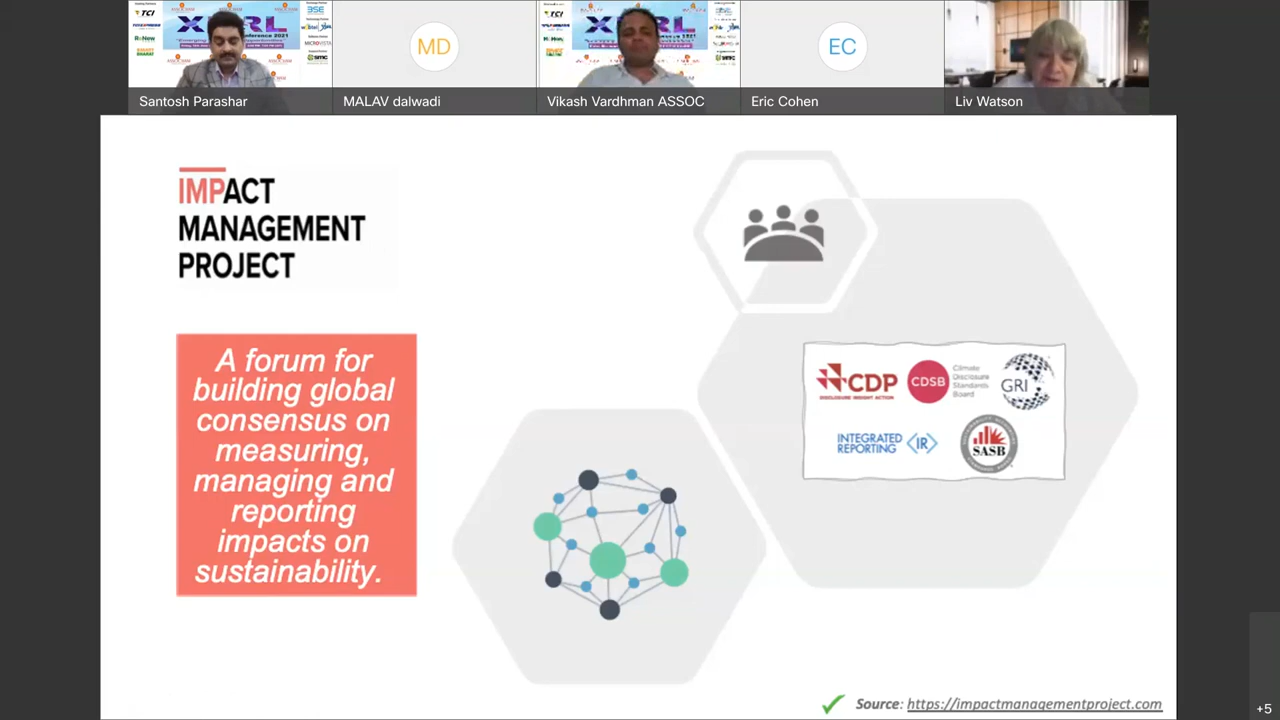 Santosh Parashar
MD
MALAV dalwadi
Vikash Vardhman ASSOC
EC
Eric Cohen
Liv Watson
IMPACT
MANAGEMENT
PROJECT
A forum for
building global
consensus on
measuring,
managing and
reporting
impacts on
sustainability.
CDP
DISCLOSURE INSIGHT ACTION
CDSB
Climate
Disclosure
Standards
Board
GRI
INTEGRATED
REPORTING
<IR>
SASB
Source: https://impactmanagementproject.com
+5